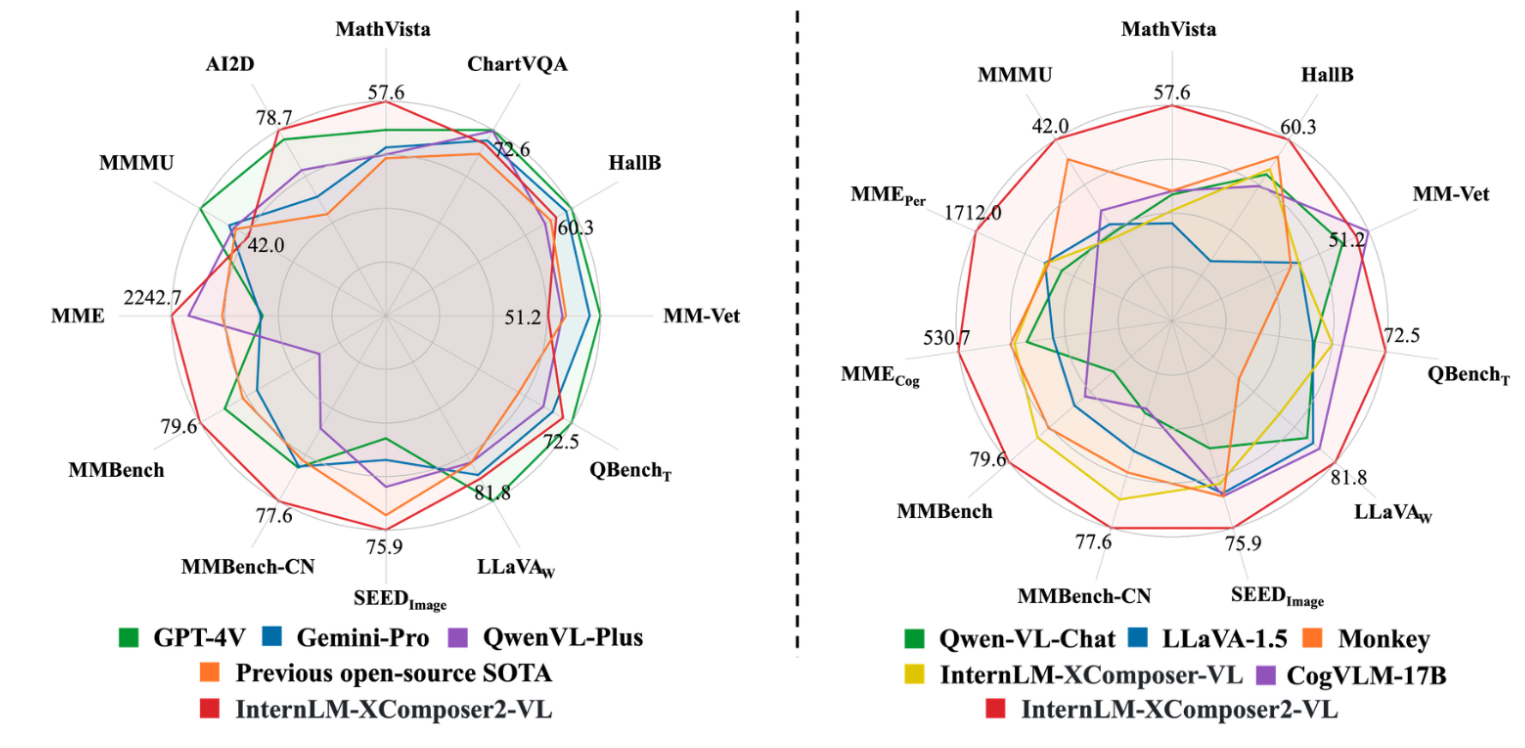 MathVista
AI2D
ChartVQA
57.6
78.7
72.6
MMMU
HallB
42.0
60.3
MME
2242.7
51.2
MM-Vet
79.6
72.5
MMBench
QBenchT
77.6
81.8
75.9
MMBench-CN
LLaVAW
SEEDImage
GPT-4V Gemini-Pro QwenVL-Plus
Previous open-source SOTA
InternLM-XComposer2-VL
MathVista
MMMU
HallB
57.6
42.0
60.3
MMEPer
MM-Vet
1712.0
51.2
530.7
72.5
MMECog
QBenchT
79.6
81.8
MMBench
LLaVAW
77.6
75.9
MMBench-CN
SEEDImage
Qwen-VL-Chat LLaVA-1.5 Monkey
InternLM-XComposer-VL CogVLM-17B
InternLM-XComposer2-VL